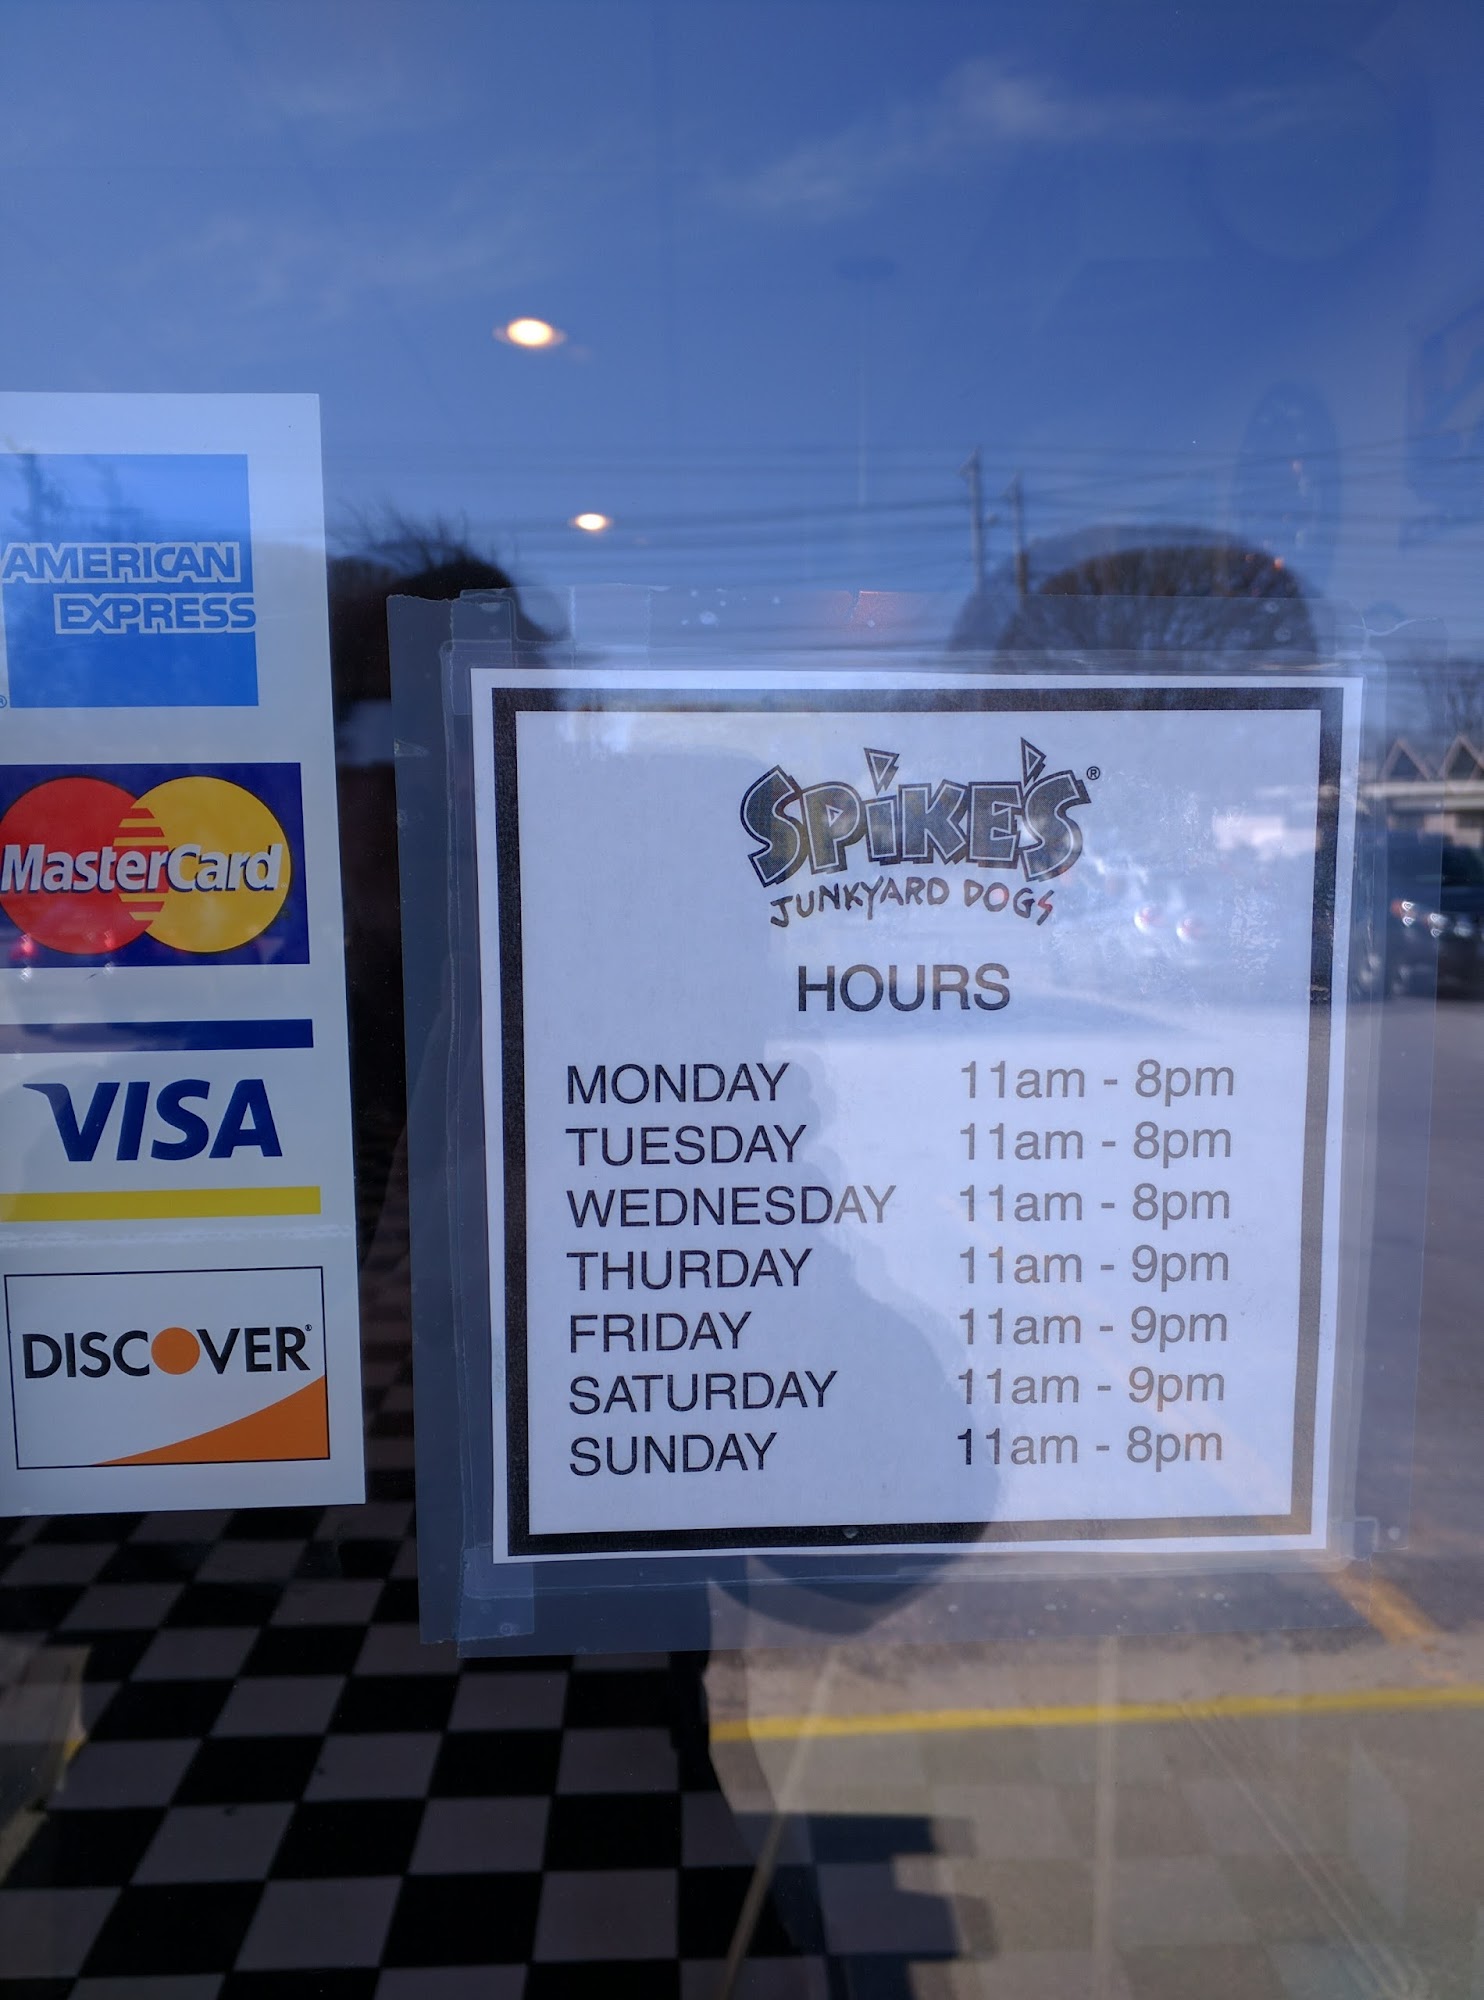 AMERICAN
EXPRESS
®
MasterCard
VISA
DISCOVER®
SPIKE'S®
JUNKYARD DOGS
HOURS
MONDAY 11am - 8pm
TUESDAY 11am - 8pm
WEDNESDAY 11am - 8pm
THURDAY 11am - 9pm
FRIDAY 11am - 9pm
SATURDAY 11am - 9pm
SUNDAY 11am - 8pm